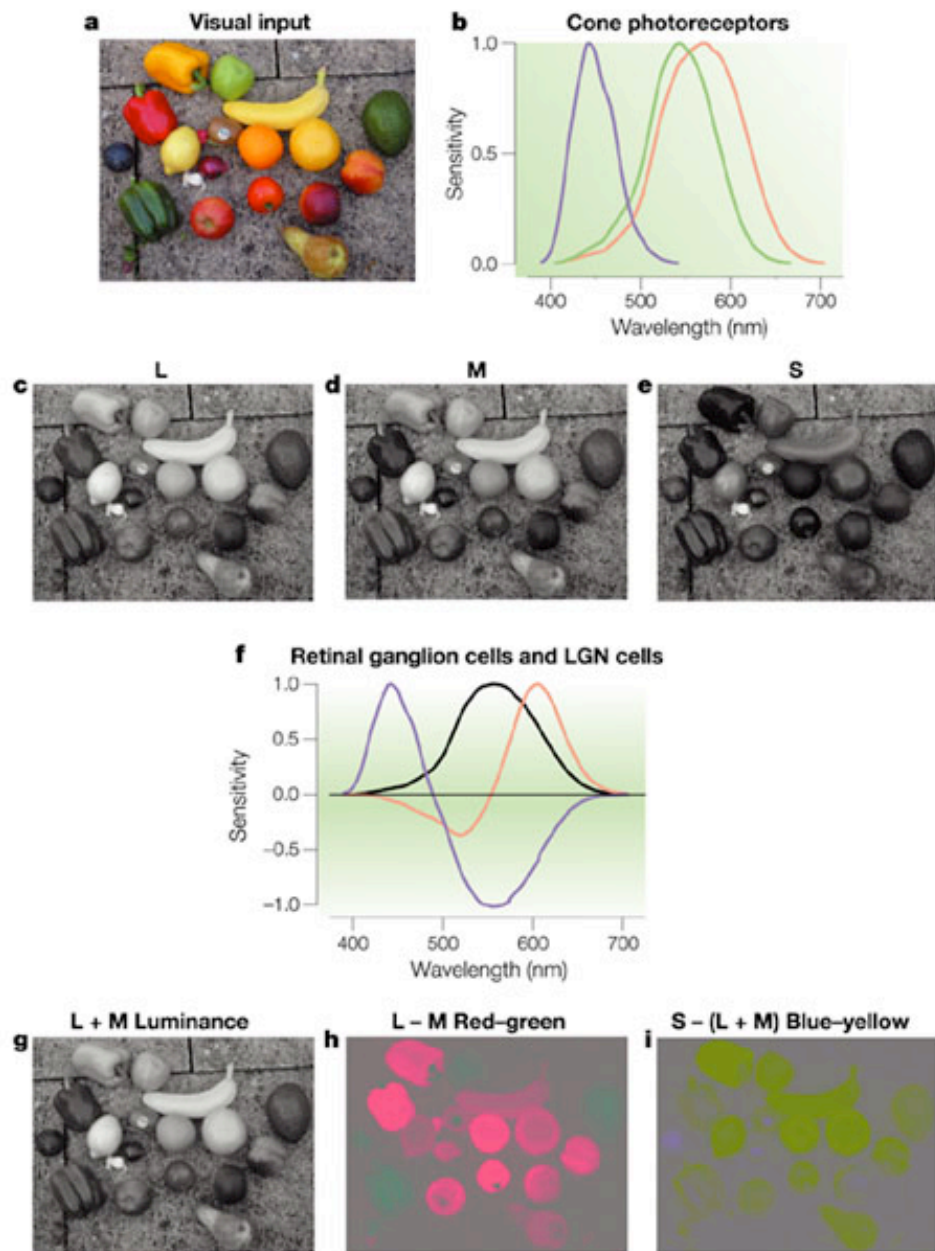 a Visual input
b Cone photoreceptors
1.0
0.5
0.0
Sensitivity
400 500 600 700
Wavelength (nm)
c L
d M
e S
f Retinal ganglion cells and LGN cells
1.0
0.5
0.0
−0.5
−1.0
Sensitivity
400 500 600 700
Wavelength (nm)
g L + M Luminance
h L – M Red–green
i S – (L + M) Blue–yellow